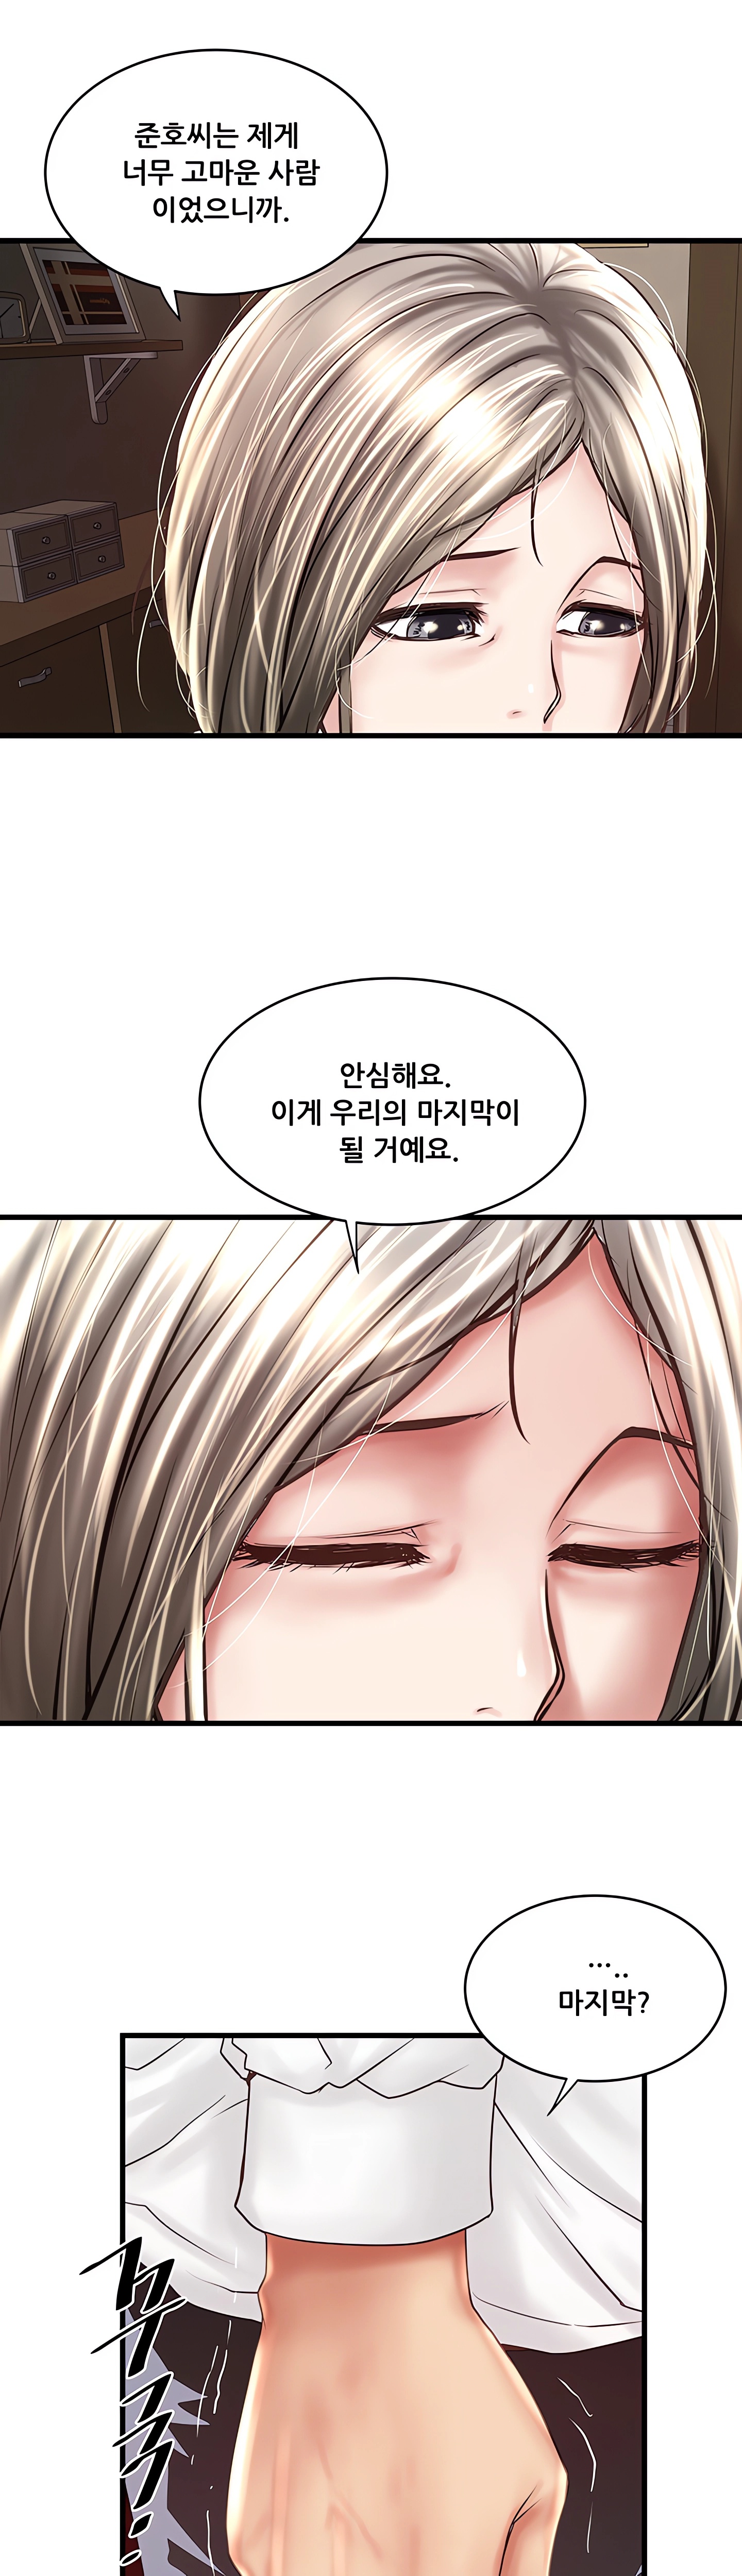 준호씨는 제게
너무 고마운 사람
이었으니까.
안심해요.
이게 우리의 마지막이
될 거예요.
.....
마지막?